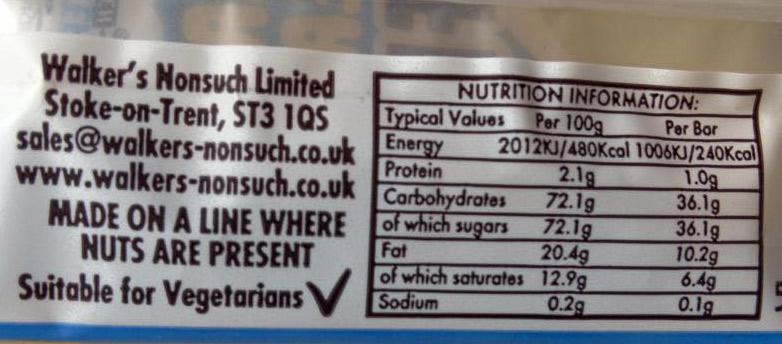 Walker's Nonsuch Limited
Stoke-on-Trent, ST3 1QS
sales@walkers-nonsuch.co.uk
www.walkers-nonsuch.co.uk
MADE ON A LINE WHERE
NUTS ARE PRESENT
Suitable for Vegetarians ✓
NUTRITION INFORMATION:
Typical Values Per 100g Per Bar
Energy 2012KJ/480Kcal 1006KJ/240Kcal
Protein 2.1g 1.0g
Carbohydrates 72.1g 36.1g
of which sugars 72.1g 36.1g
Fat 20.4g 10.2g
of which saturates 12.9g 6.4g
Sodium 0.2g 0.1g